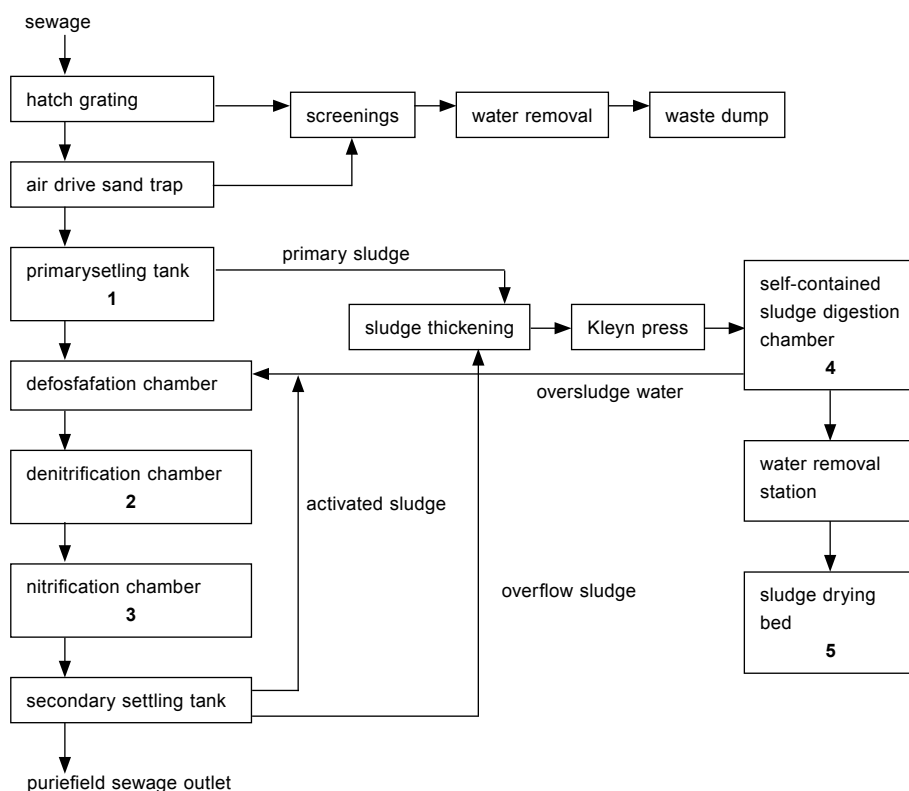 sewage
hatch grating
screenings
water removal
waste dump
air drive sand trap
primary sludge
primarysetling tank
1
sludge thickening
Kleyn press
self-contained
sludge digestion
chamber
4
defosfafation chamber
oversludge water
denitrification chamber
2
activated sludge
water removal
station
nitrification chamber
3
overflow sludge
sludge drying
bed
5
secondary settling tank
puriefield sewage outlet